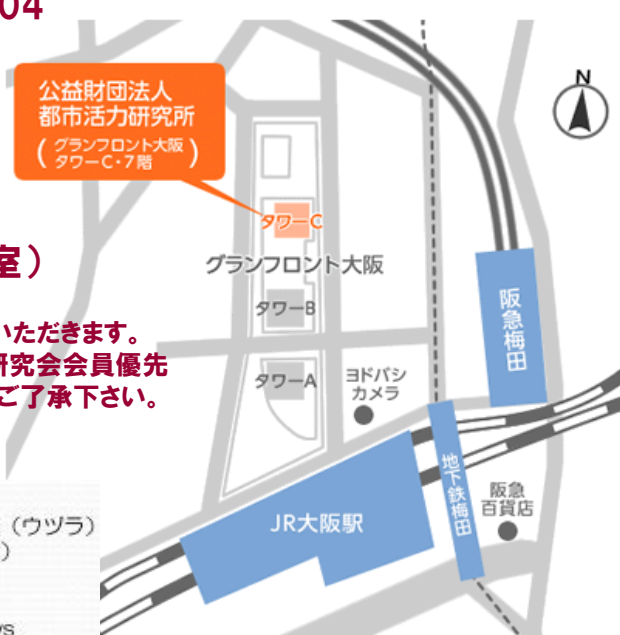 04
公益財団法人
都市活力研究所
(グランフロント大阪
タワーC・7階)
N
タワーC
室)
グランフロント大阪
阪急梅田
いただきます。
タワーB
研究会会員優先
ご了承下さい。
タワーA
ヨドバシ
カメラ
地下鉄梅田
阪急
百貨店
(ウヅラ)
)
JR大阪駅